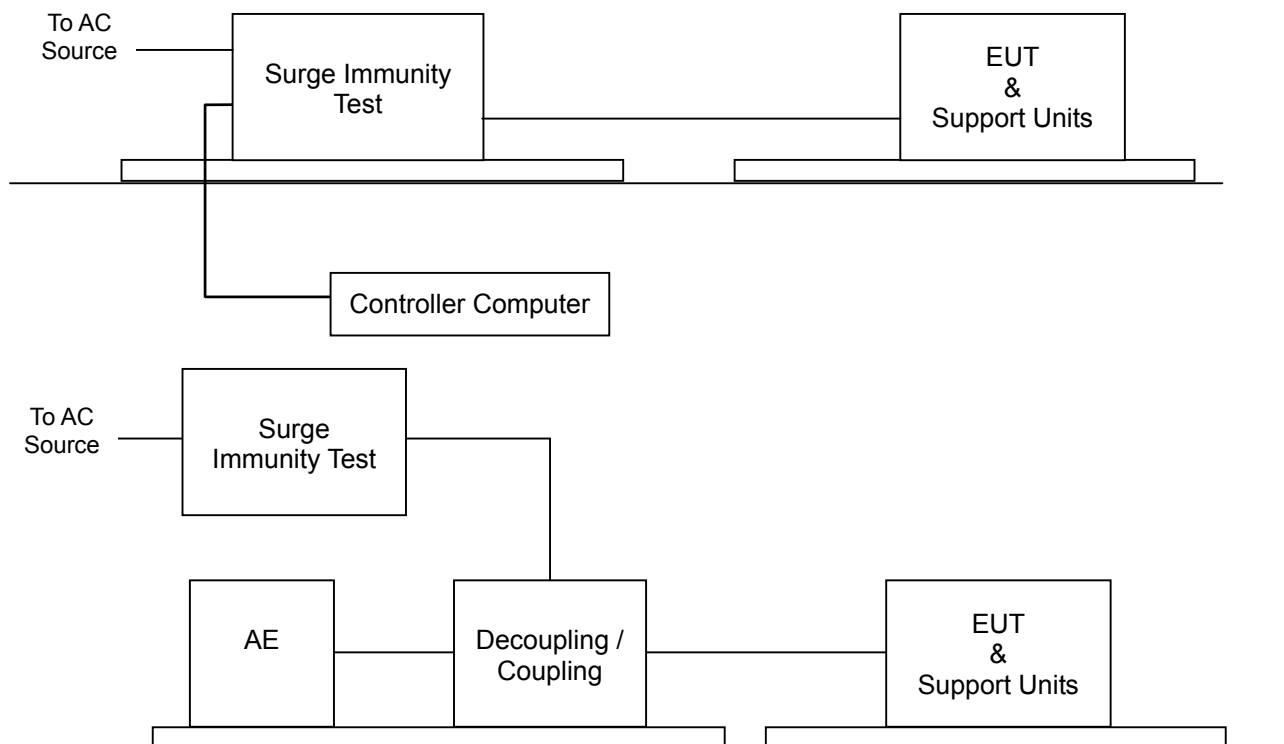 To AC
Source
Surge Immunity
Test
EUT
&
Support Units
Controller Computer
To AC
Source
Surge
Immunity Test
AE
Decoupling /
Coupling
EUT
&
Support Units